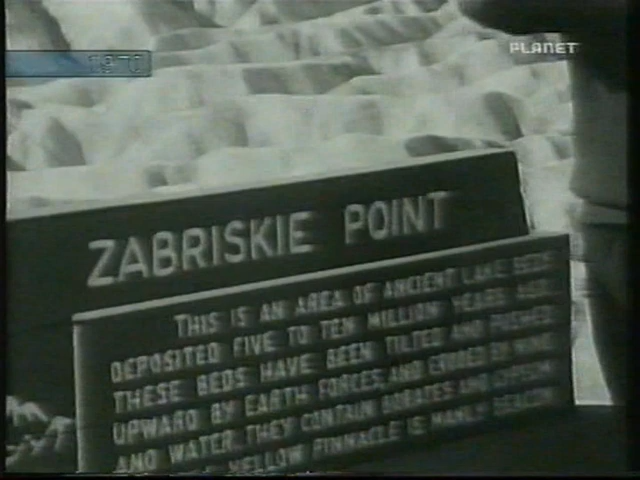 PLANET
1970
ZABRISKIE POINT
THIS IS AN AREA OF ANCIENT LAKE BEDS
DEPOSITED FIVE TO TEN MILLION YEARS AGO.
THESE BEDS HAVE BEEN TILTED AND PUSHED
UPWARD BY EARTH FORCES, AND ERODED BY WIND
AND WATER. THEY CONTAIN BORATES AND GYPSUM.
YELLOW PINNACLE IS MANLY BEACON